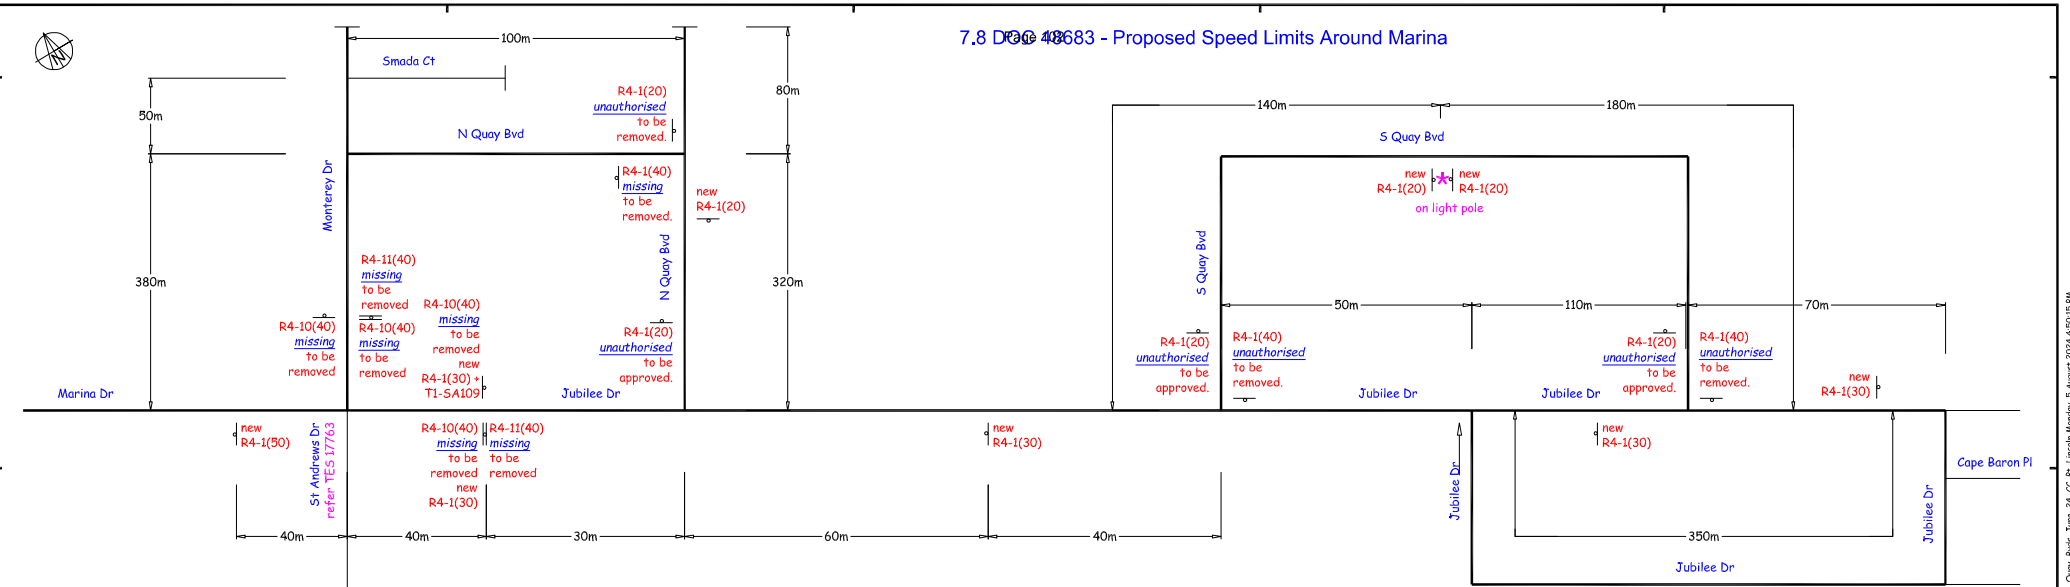 7.8 DOC 48683 - Proposed Speed Limits Around Marina
N
100m
Smada Ct
50m
N Quay Bvd
R4-1(20)
unauthorised
to be
removed.
80m
Monterey Dr
380m
R4-1(40)
missing
to be
removed.
new
R4-1(20)
N Quay Bvd
320m
R4-11(40)
missing
to be
removed
R4-10(40)
missing
to be
removed
R4-10(40)
missing
to be
removed
R4-10(40)
missing
to be
removed
new
R4-1(30) +
T1-SA109
R4-1(20)
unauthorised
to be
approved.
Marina Dr
Jubilee Dr
new
R4-1(50)
St Andrews Dr
refer TES 17763
R4-10(40)
missing
to be
removed
new
R4-1(30)
R4-11(40)
missing
to be
removed
new
R4-1(30)
40m
40m
30m
60m
40m
140m
180m
S Quay Bvd
new
R4-1(20)
*
new
R4-1(20)
on light pole
S Quay Bvd
50m
110m
70m
R4-1(20)
unauthorised
to be
approved.
R4-1(40)
unauthorised
to be
removed.
R4-1(20)
unauthorised
to be
approved.
R4-1(40)
unauthorised
to be
removed.
Jubilee Dr
Jubilee Dr
new
R4-1(30)
new
R4-1(30)
Jubilee Dr
Cape Baron Pl
Jubilee Dr
350m
Jubilee Dr